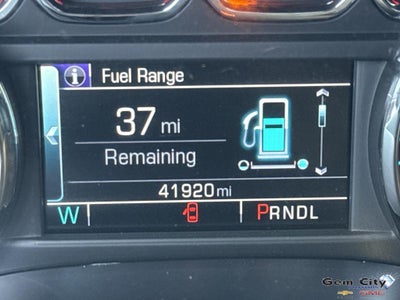 i Fuel Range
37 mi
Remaining
41920 mi
W PRNDL
Gem City